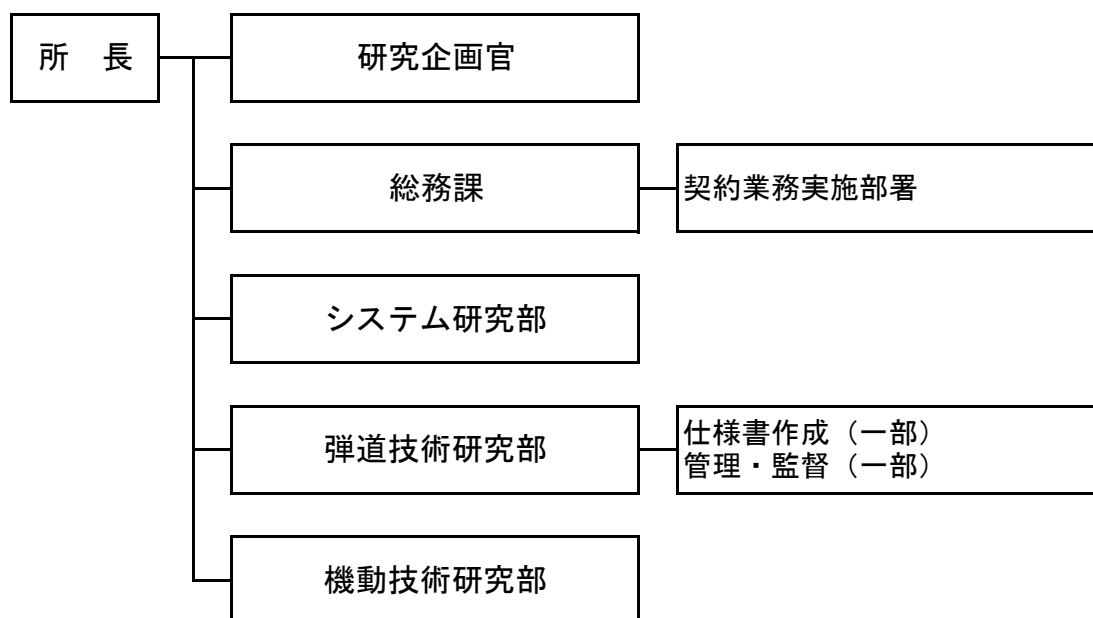 所　長
研究企画官
総務課
契約業務実施部署
システム研究部
弾道技術研究部
仕様書作成（一部）
管理・監督（一部）
機動技術研究部